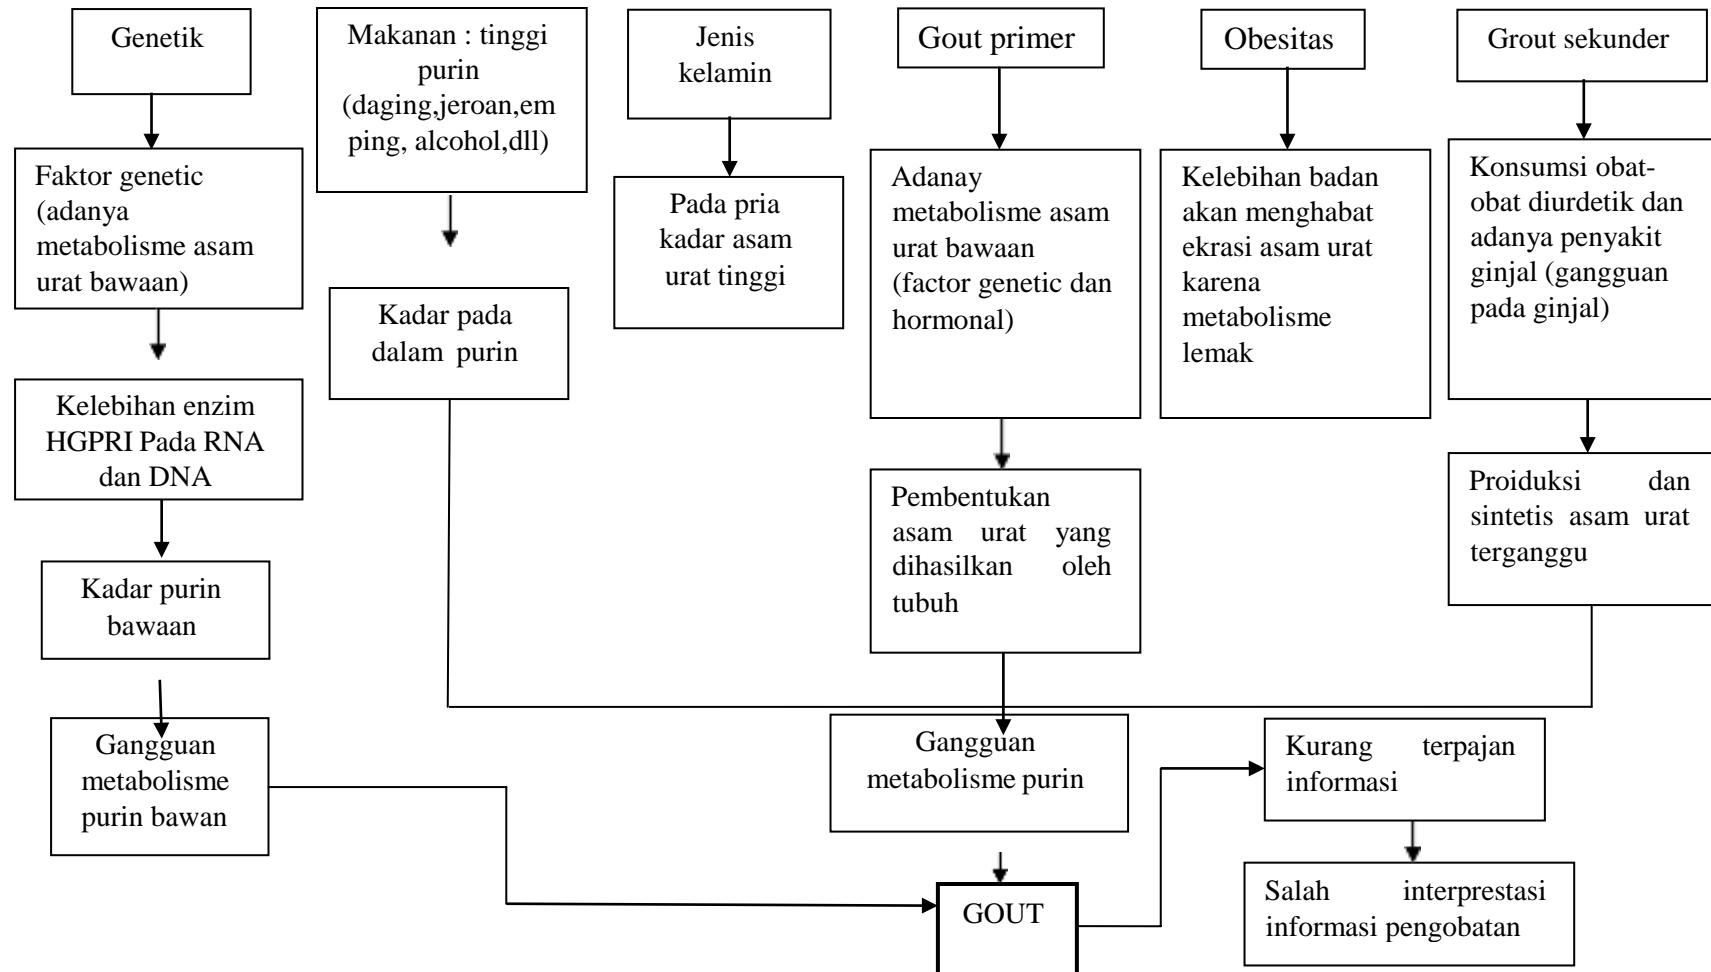 Genetik
Makanan : tinggi
purin
(daging,jeroan,em
ping, alcohol,dll)
Jenis
kelamin
Gout primer
Obesitas
Grout sekunder
Faktor genetic
(adanya
metabolisme asam
urat bawaan)
Pada pria
kadar asam
urat tinggi
Adanay
metabolisme asam
urat bawaan
(factor genetic dan
hormonal)
Kelebihan badan
akan menghabat
ekrasi asam urat
karena
metabolisme
lemak
Konsumsi obat-
obat diurdetik dan
adanya penyakit
ginjal (gangguan
pada ginjal)
Kadar pada
dalam purin
Kelebihan enzim
HGPRI Pada RNA
dan DNA
Pembentukan
asam urat yang
dihasilkan oleh
tubuh
Proiduksi dan
sintetis asam urat
terganggu
Kadar purin
bawaan
Gangguan
metabolisme
purin bawan
Gangguan
metabolisme purin
Kurang terpajan
informasi
GOUT
Salah interprestasi
informasi pengobatan